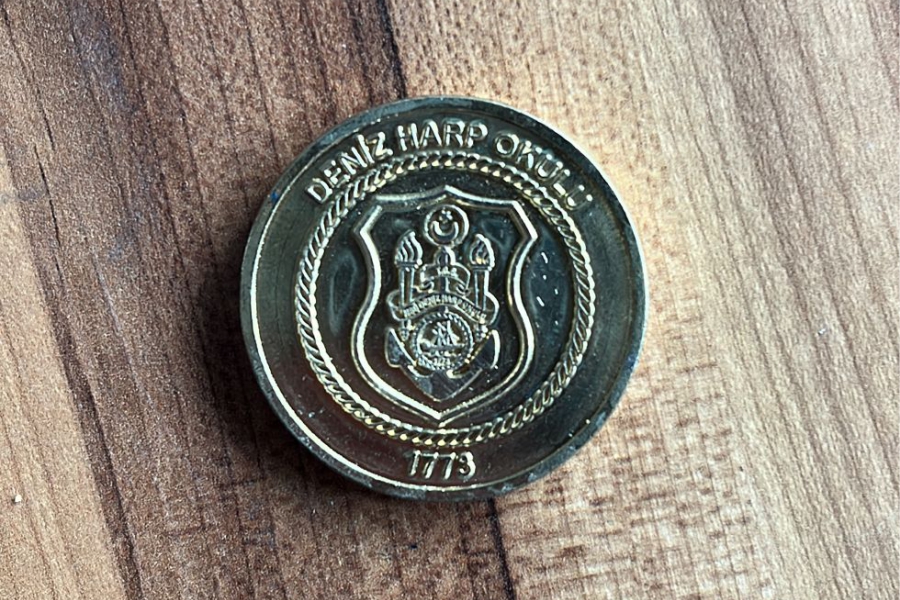 DENİZ HARP OKULU
1773